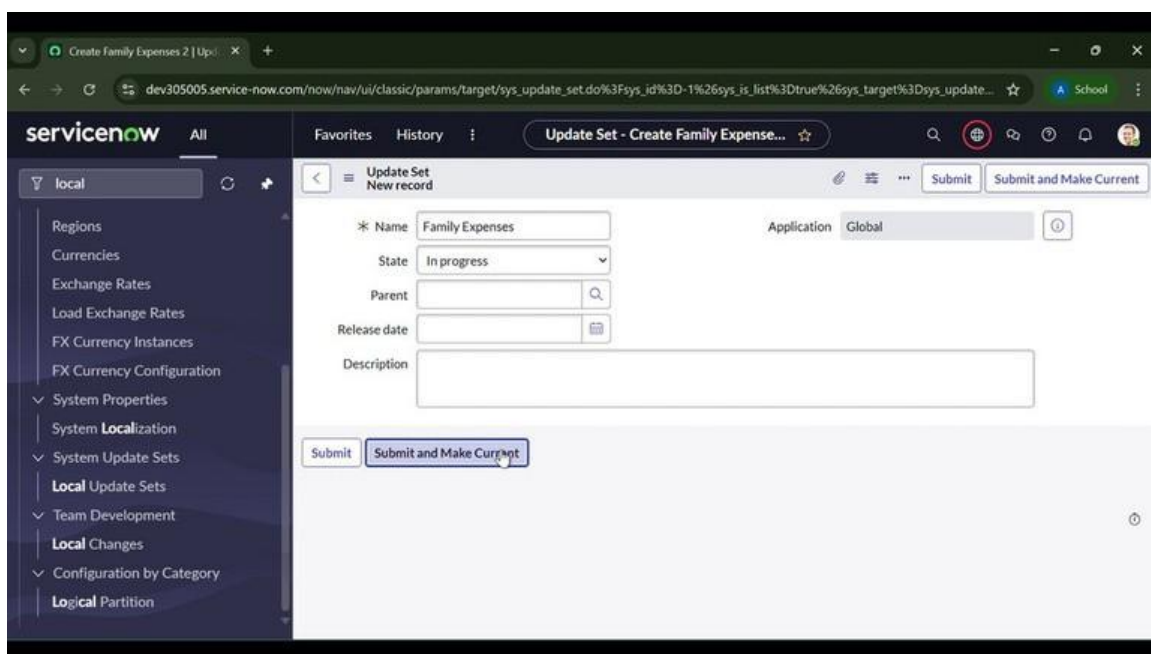 Create Family Expenses 2 | Upd
dev305005.service-now.com/now/nav/ui/classic/params/target/sys_update_set.do%3Fsys_id%3D-1%26sys_is_list%3Dtrue%26sys_target%3Dsys_update...
A School
servicenow All Favorites History Update Set - Create Family Expense...
local
Regions
Currencies
Exchange Rates
Load Exchange Rates
FX Currency Instances
FX Currency Configuration
System Properties
System Localization
System Update Sets
Local Update Sets
Team Development
Local Changes
Configuration by Category
Logical Partition
Update Set
New record
Submit Submit and Make Current
Name Family Expenses Application Global
State In progress
Parent
Release date
Description
Submit Submit and Make Current